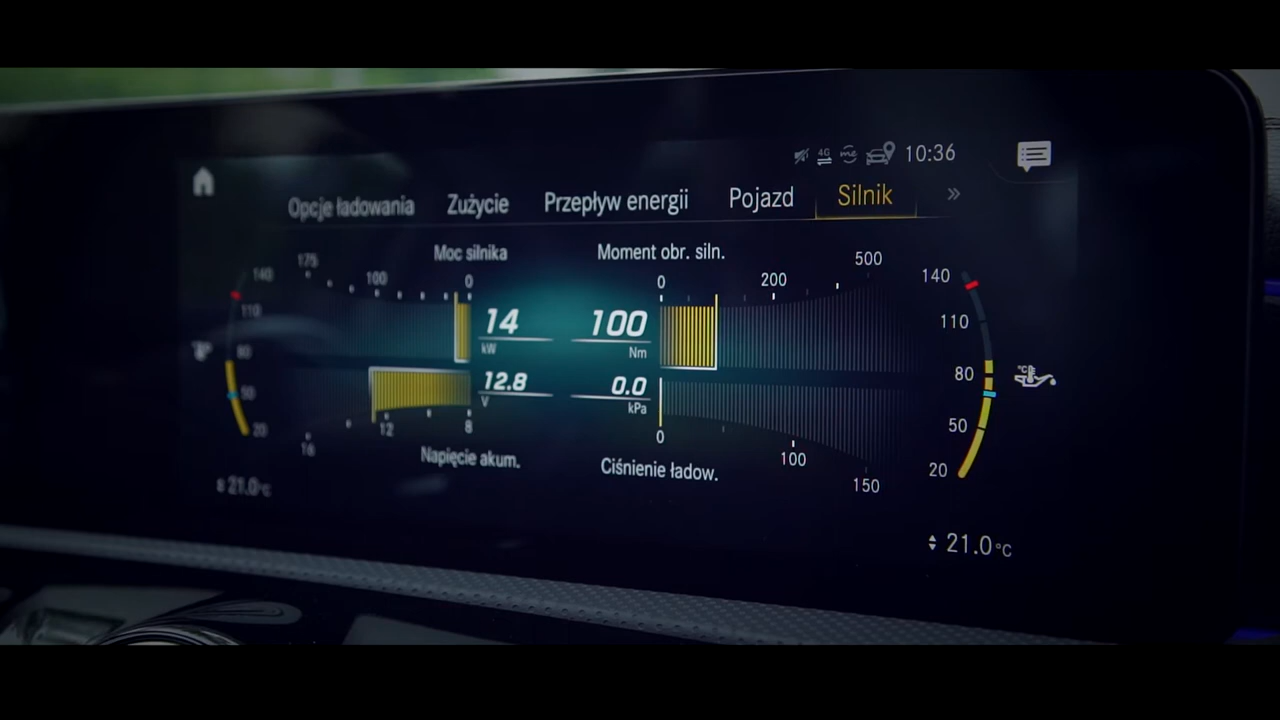 4G me 10:36
Opcje ładowania Zużycie Przepływ energii Pojazd Silnik »
Moc silnika Moment obr. siln.
175 100 0 0 200 500
140 110 80 50 20
14 kW
100 Nm
12.8 V
0.0 kPa
16 12 8 0 100 150
Napięcie akum. Ciśnienie ładow.
140 110 80 50 20
°C
21.0°C
21.0°C